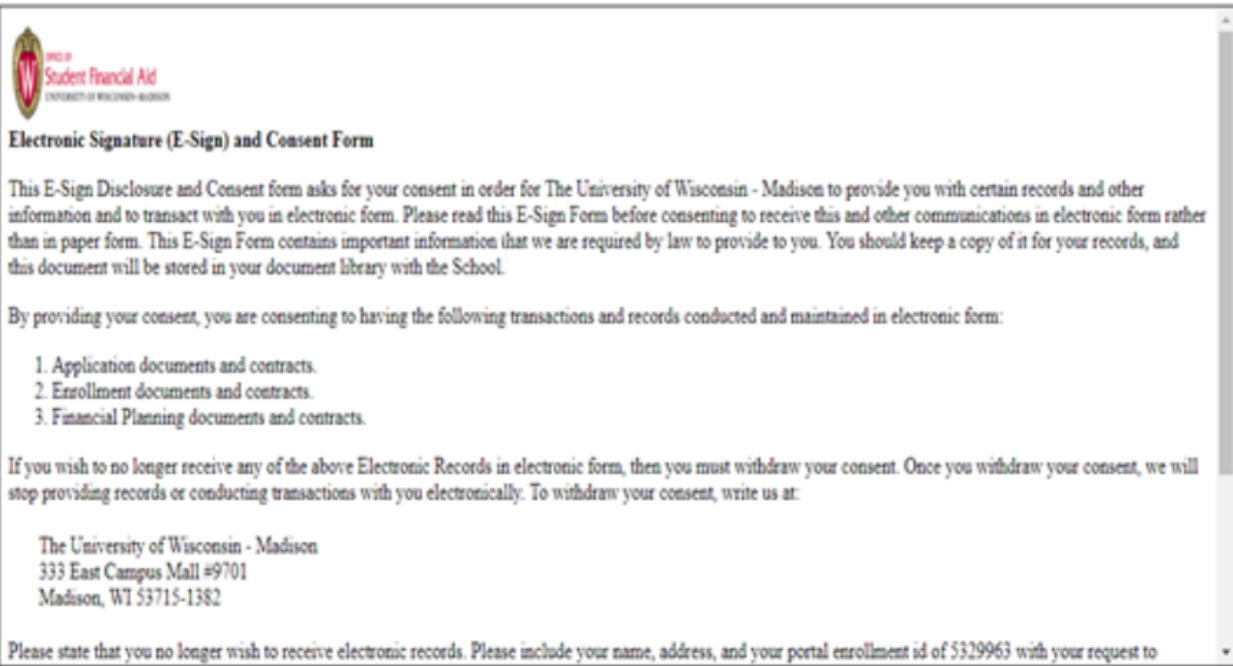 W
OFFICE OF
Student Financial Aid
UNIVERSITY OF WISCONSIN-MADISON
Electronic Signature (E-Sign) and Consent Form
This E-Sign Disclosure and Consent form asks for your consent in order for The University of Wisconsin - Madison to provide you with certain records and other
information and to transact with you in electronic form. Please read this E-Sign Form before consenting to receive this and other communications in electronic form rather
than in paper form. This E-Sign Form contains important information that we are required by law to provide to you. You should keep a copy of it for your records, and
this document will be stored in your document library with the School.
By providing your consent, you are consenting to having the following transactions and records conducted and maintained in electronic form:
1. Application documents and contracts.
2. Enrollment documents and contracts.
3. Financial Planning documents and contracts.
If you wish to no longer receive any of the above Electronic Records in electronic form, then you must withdraw your consent. Once you withdraw your consent, we will
stop providing records or conducting transactions with you electronically. To withdraw your consent, write us at:
The University of Wisconsin - Madison
333 East Campus Mall #9701
Madison, WI 53715-1382
Please state that you no longer wish to receive electronic records. Please include your name, address, and your portal enrollment id of 5329963 with your request to